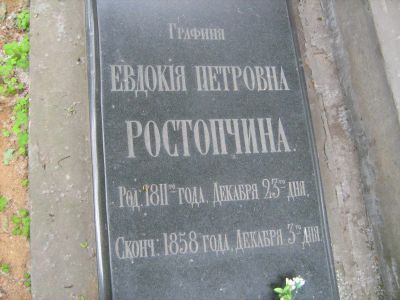 Графиня
Евдокія Петровна
Ростопчина.
Род. 1811го года, Декабря 23го дня,
Сконч: 1858 года, Декабря 3го дня.